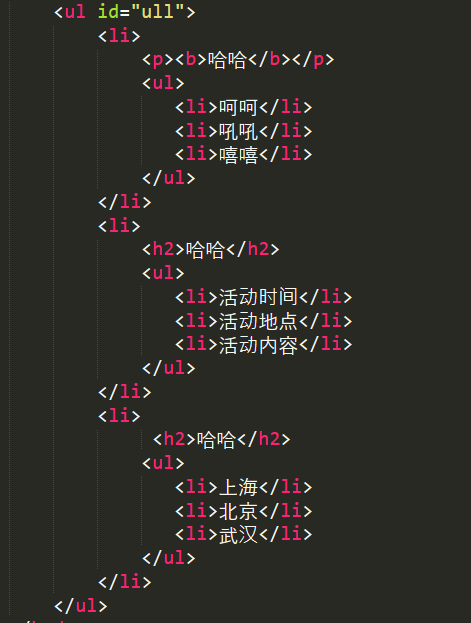 <ul id="ull">
<li>
<p><b>哈哈</b></p>
<ul>
<li>呵呵</li>
<li>吼吼</li>
<li>嘻嘻</li>
</ul>
</li>
<li>
<h2>哈哈</h2>
<ul>
<li>活动时间</li>
<li>活动地点</li>
<li>活动内容</li>
</ul>
</li>
<li>
<h2>哈哈</h2>
<ul>
<li>上海</li>
<li>北京</li>
<li>武汉</li>
</ul>
</li>
</ul>